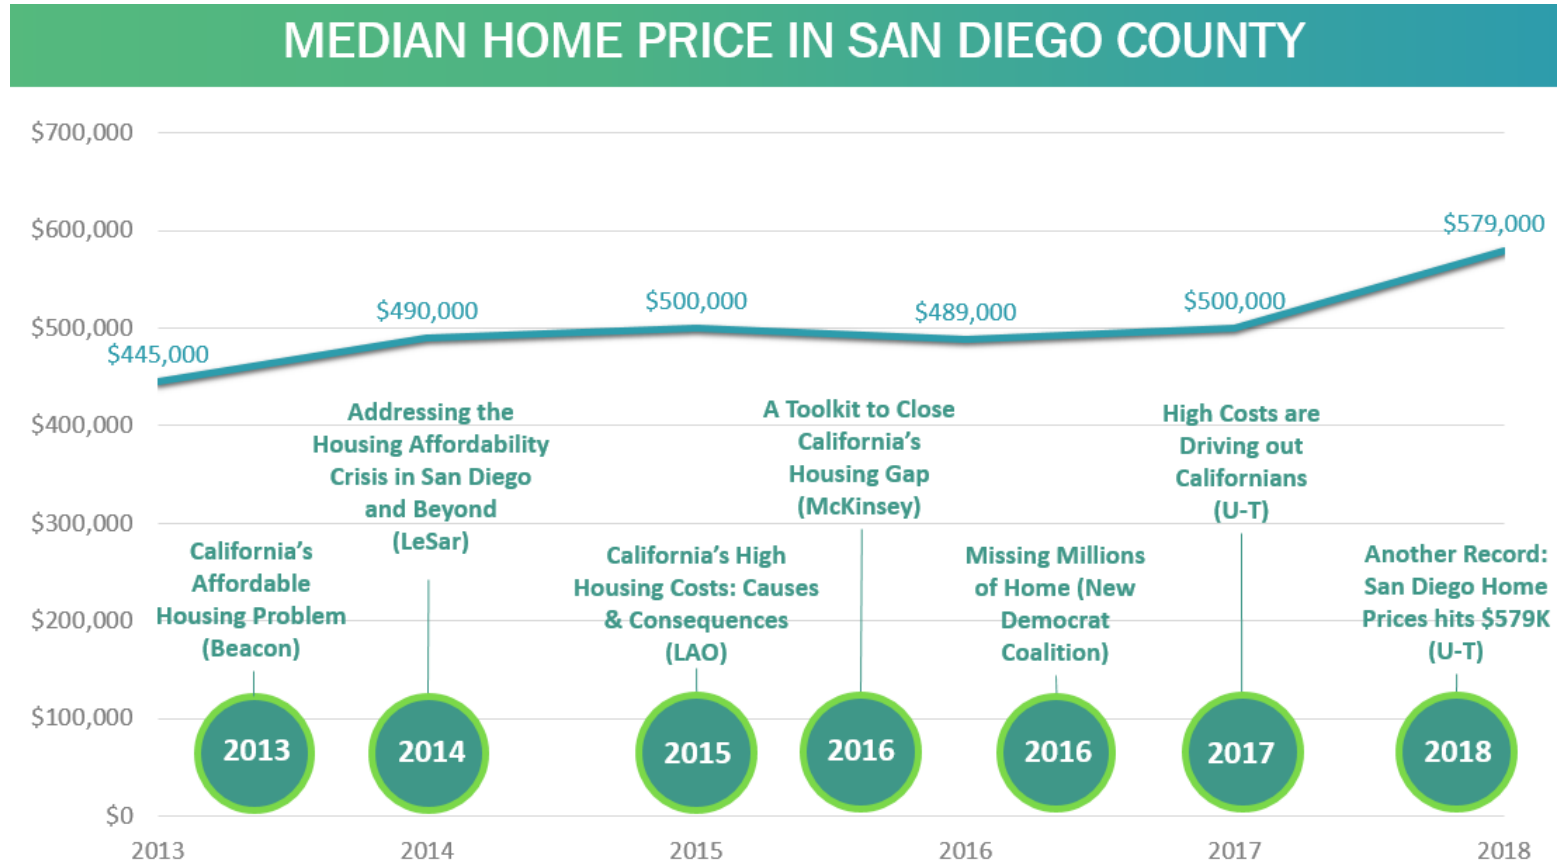 MEDIAN HOME PRICE IN SAN DIEGO COUNTY
$700,000
$600,000
$500,000
$400,000
$300,000
$200,000
$100,000
$0
$445,000
$490,000
$500,000
$489,000
$500,000
$579,000
California's
Affordable
Housing Problem
(Beacon)
2013
Addressing the
Housing Affordability
Crisis in San Diego
and Beyond
(LeSar)
2014
California's High
Housing Costs: Causes
& Consequences
(LAO)
2015
A Toolkit to Close
California's
Housing Gap
(McKinsey)
2016
Missing Millions
of Home (New
Democrat
Coalition)
2016
High Costs are
Driving out
Californians
(U-T)
2017
Another Record:
San Diego Home
Prices hits $579K
(U-T)
2018
2013
2014
2015
2016
2017
2018